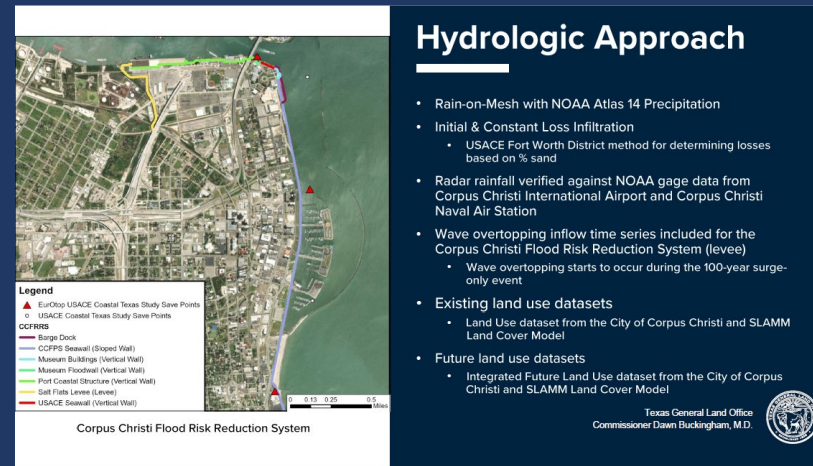 Hydrologic Approach
• Rain-on-Mesh with NOAA Atlas 14 Precipitation
• Initial & Constant Loss Infiltration
• USACE Fort Worth District method for determining losses
based on % sand
• Radar rainfall verified against NOAA gage data from
Corpus Christi International Airport and Corpus Christi
Naval Air Station
• Wave overtopping inflow time series included for the
Corpus Christi Flood Risk Reduction System (levee)
• Wave overtopping starts to occur during the 100-year surge-
only event
• Existing land use datasets
• Land Use dataset from the City of Corpus Christi and SLAMM
Land Cover Model
• Future land use datasets
• Integrated Future Land Use dataset from the City of Corpus
Christi and SLAMM Land Cover Model
Texas General Land Office
Commissioner Dawn Buckingham, M.D.
Legend
EurOtop USACE Coastal Texas Study Save Points
USACE Coastal Texas Study Save Points
CCFRRS
Barge Dock
CCFPS Seawall (Sloped Wall)
Museum Buildings (Vertical Wall)
Museum Floodwall (Vertical Wall)
Port Coastal Structure (Vertical Wall)
Salt Flats Levee (Levee)
USACE Seawall (Vertical Wall)
0 0.13 0.25 0.5
Miles
Corpus Christi Flood Risk Reduction System